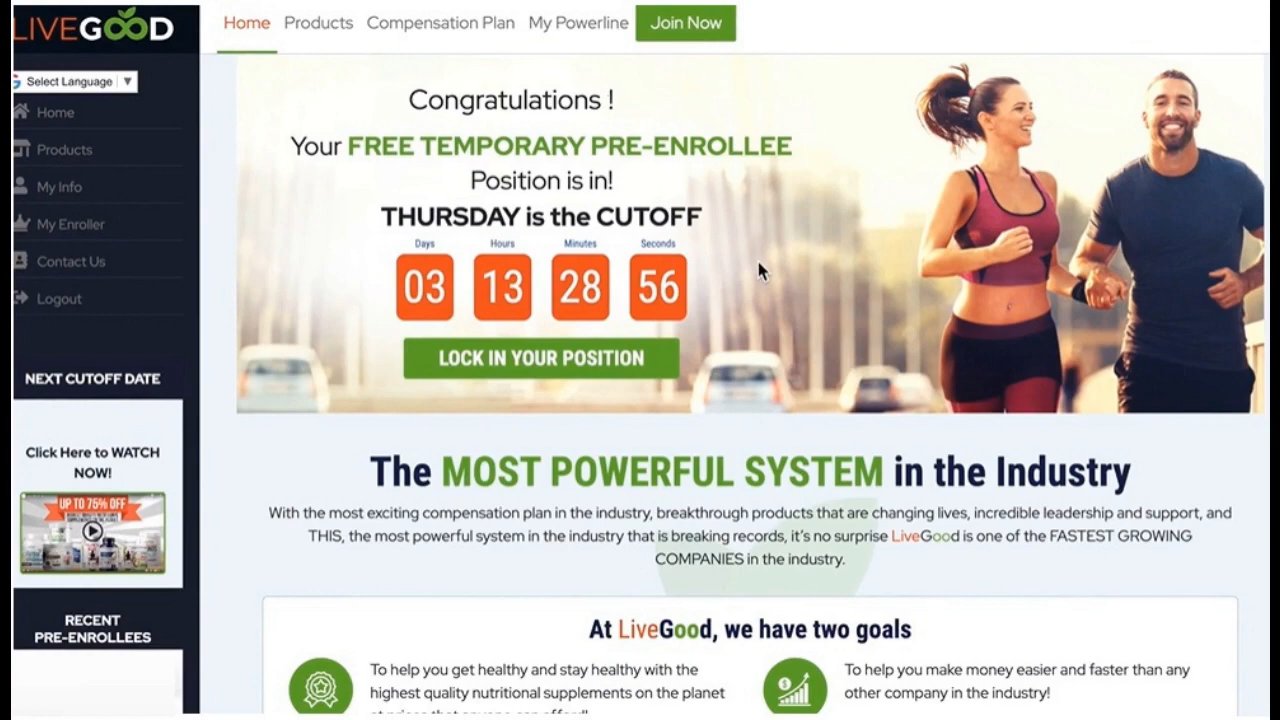 LIVEGOOD
Home Products Compensation Plan My Powerline Join Now
Select Language ▼
Home
Products
My Info
My Enroller
Contact Us
Logout
NEXT CUTOFF DATE
Click Here to WATCH
NOW!
UP TO 75% OFF
RECENT
PRE-ENROLLEES
Congratulations !
Your FREE TEMPORARY PRE-ENROLLEE
Position is in!
THURSDAY is the CUTOFF
Days Hours Minutes Seconds
03 13 28 56
LOCK IN YOUR POSITION
The MOST POWERFUL SYSTEM in the Industry
With the most exciting compensation plan in the industry, breakthrough products that are changing lives, incredible leadership and support, and
THIS, the most powerful system in the industry that is breaking records, it's no surprise LiveGood is one of the FASTEST GROWING
COMPANIES in the industry.
At LiveGood, we have two goals
To help you get healthy and stay healthy with the
highest quality nutritional supplements on the planet
To help you make money easier and faster than any
other company in the industry!